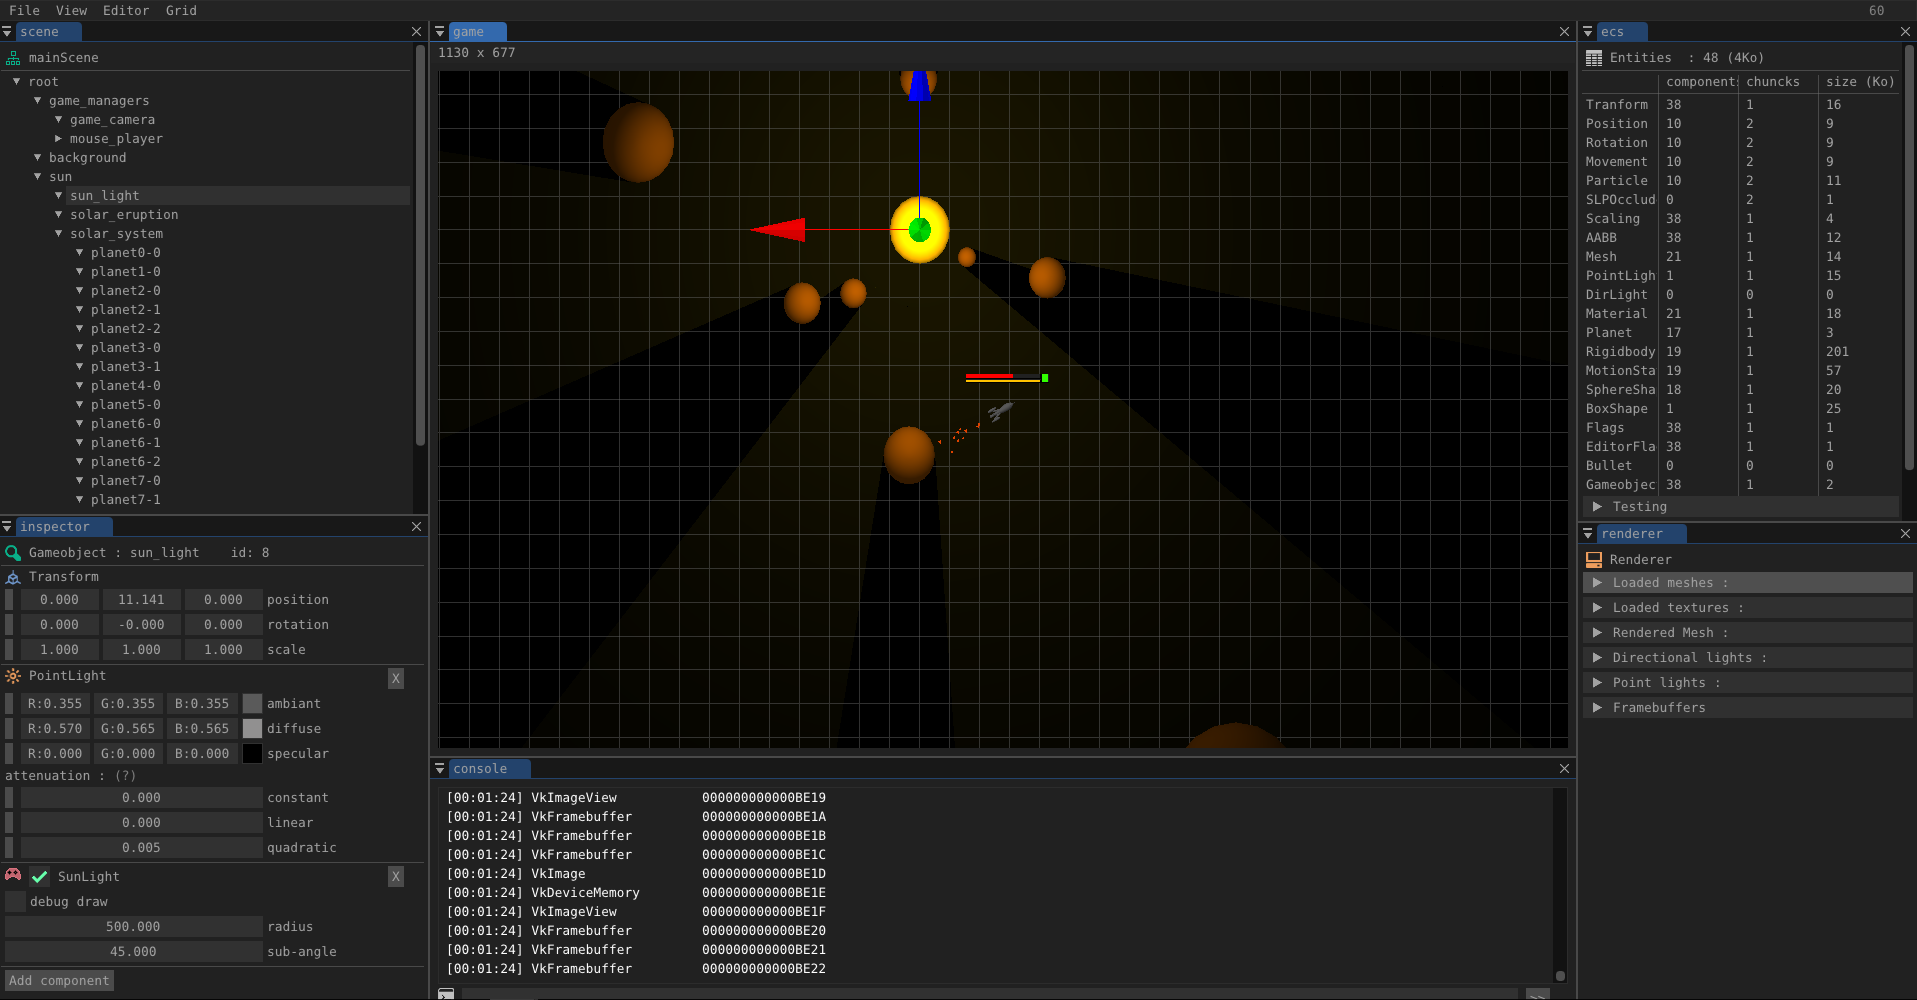 File View Editor Grid 60
scene
mainScene
root
game_managers
game_camera
mouse_player
background
sun
sun_light
solar_eruption
solar_system
planet0-0
planet1-0
planet2-0
planet2-1
planet2-2
planet3-0
planet3-1
planet4-0
planet5-0
planet6-0
planet6-1
planet6-2
planet7-0
planet7-1
inspector
Gameobject : sun_light id: 8
Transform
0.000 11.141 0.000 position
0.000 -0.000 0.000 rotation
1.000 1.000 1.000 scale
PointLight X
R:0.355 G:0.355 B:0.355 ambiant
R:0.570 G:0.565 B:0.565 diffuse
R:0.000 G:0.000 B:0.000 specular
attenuation : (?)
0.000 constant
0.000 linear
0.005 quadratic
SunLight X
debug draw
500.000 radius
45.000 sub-angle
Add component
game
1130 x 677
console
[00:01:24] VkImageView 000000000000BE19
[00:01:24] VkFramebuffer 000000000000BE1A
[00:01:24] VkFramebuffer 000000000000BE1B
[00:01:24] VkFramebuffer 000000000000BE1C
[00:01:24] VkImage 000000000000BE1D
[00:01:24] VkDeviceMemory 000000000000BE1E
[00:01:24] VkImageView 000000000000BE1F
[00:01:24] VkFramebuffer 000000000000BE20
[00:01:24] VkFramebuffer 000000000000BE21
[00:01:24] VkFramebuffer 000000000000BE22
ecs
Entities : 48 (4Ko)
component: chuncks size (Ko)
Tranform 38 1 16
Position 10 2 9
Rotation 10 2 9
Movement 10 2 9
Particle 10 2 11
SLPOcclud 0 2 1
Scaling 38 1 4
AABB 38 1 12
Mesh 21 1 14
PointLigh 1 1 15
DirLight 0 0 0
Material 21 1 18
Planet 17 1 3
Rigidbody 19 1 201
MotionSta 19 1 57
SphereSha 18 1 20
BoxShape 1 1 25
Flags 38 1 1
EditorFla 38 1 1
Bullet 0 0 0
Gameobjec 38 1 2
Testing
renderer
Renderer
Loaded meshes :
Loaded textures :
Rendered Mesh :
Directional lights :
Point lights :
Framebuffers